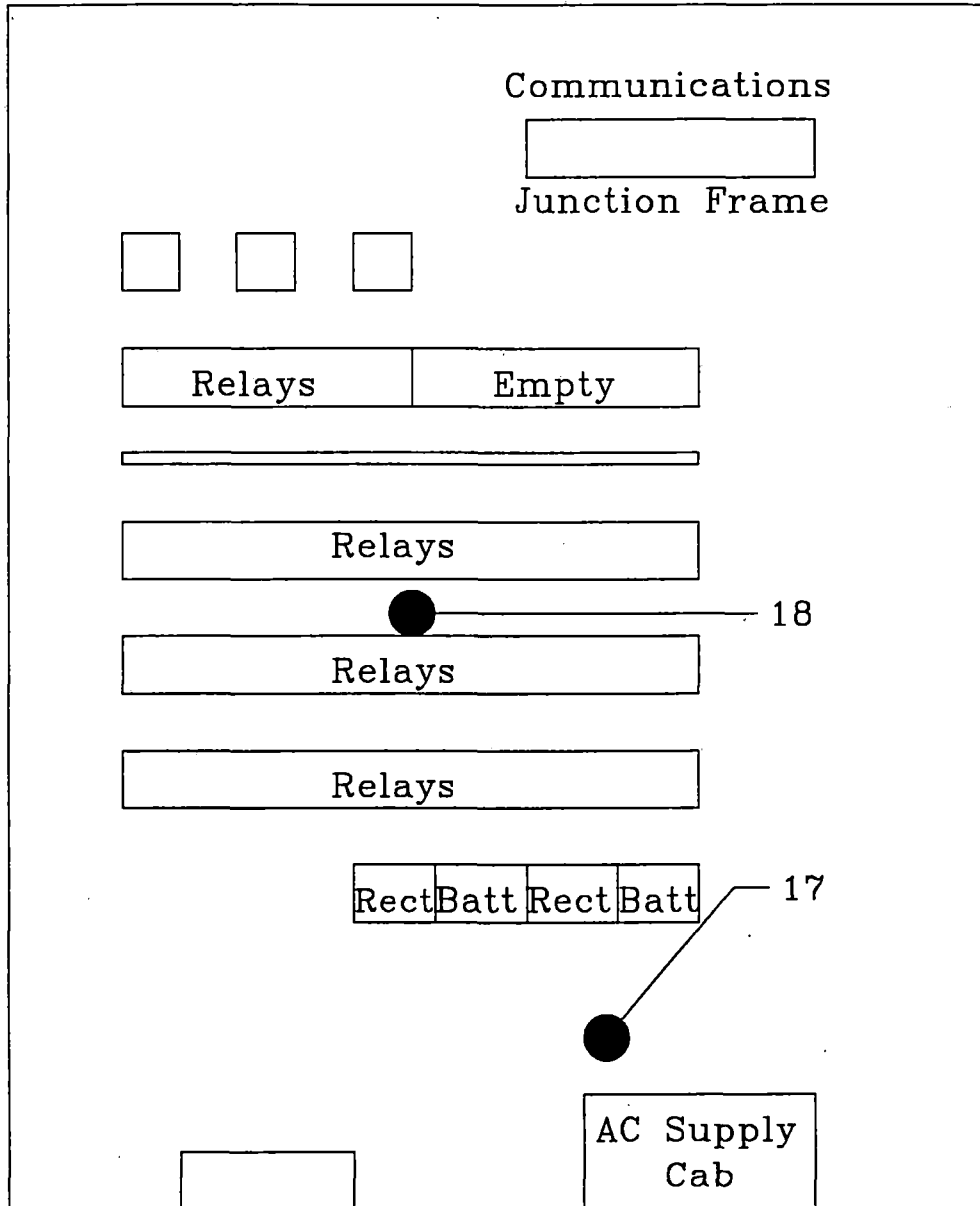 Communications
Junction Frame
Relays Empty
Relays
18
Relays
Relays
Rect Batt Rect Batt
17
AC Supply
Cab